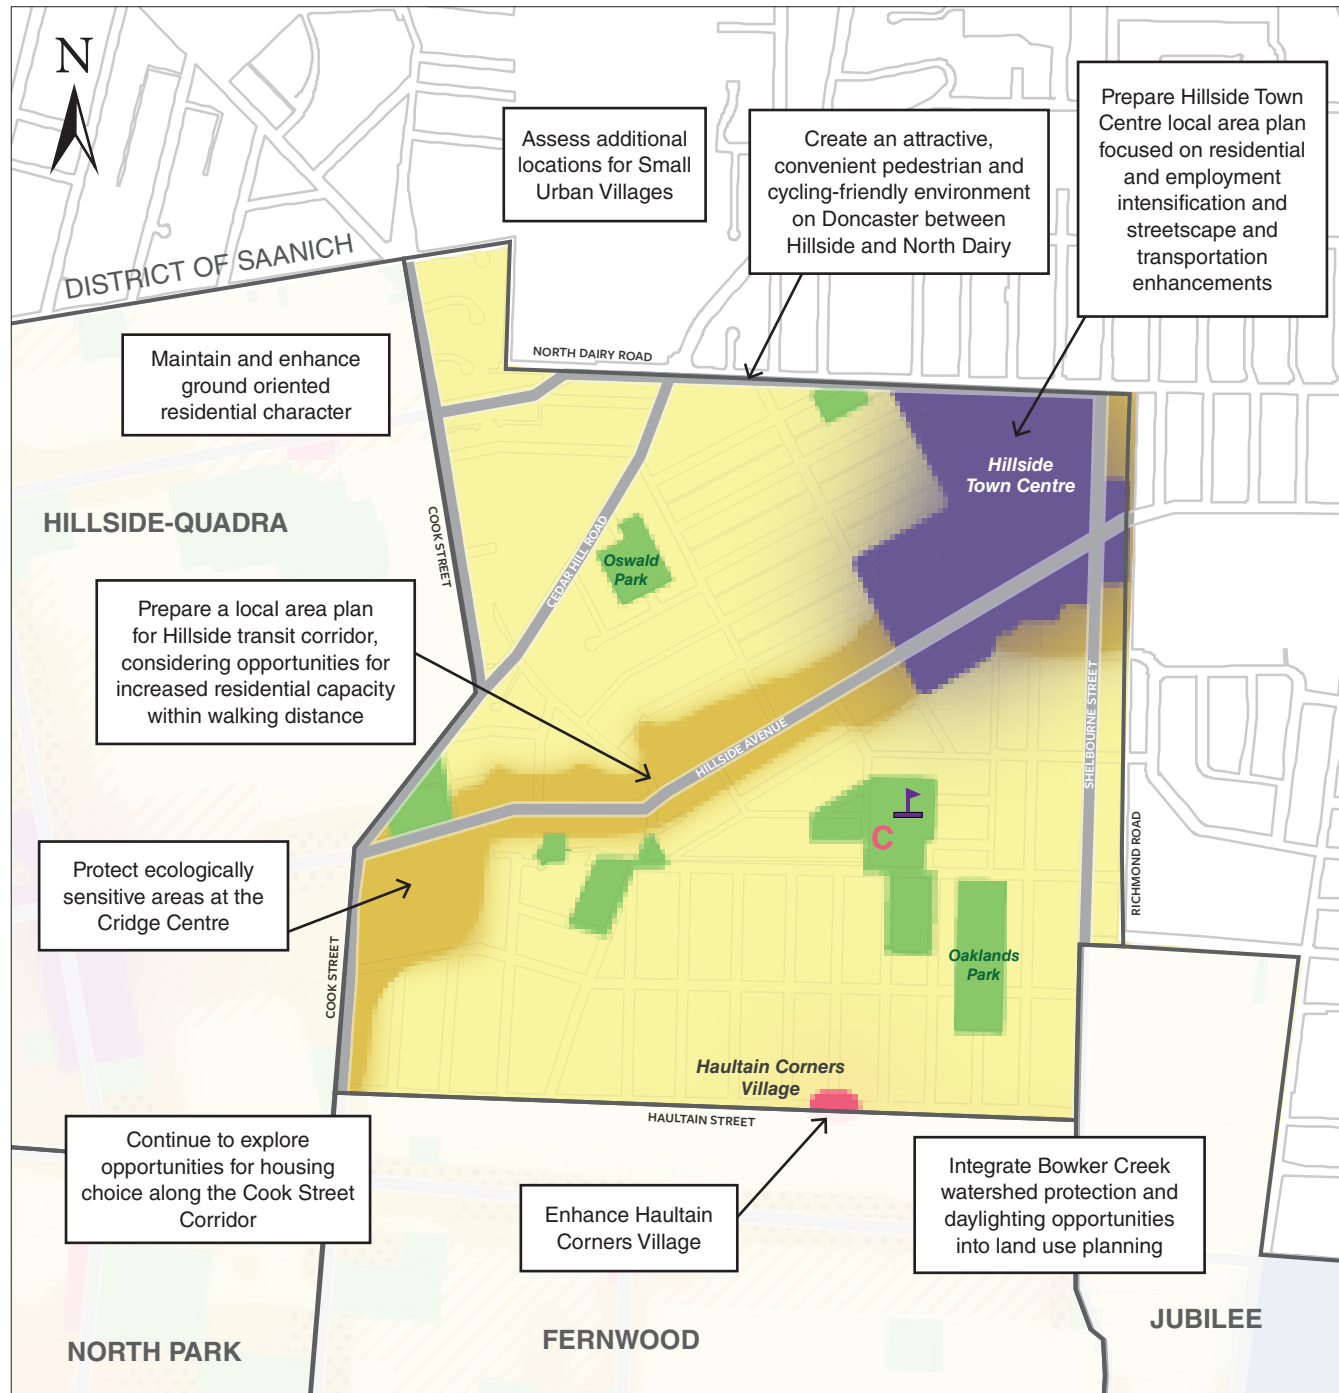 N
Assess additional
locations for Small
Urban Villages
Create an attractive,
convenient pedestrian and
cycling-friendly environment
on Doncaster between
Hillside and North Dairy
Prepare Hillside Town
Centre local area plan
focused on residential
and employment
intensification and
streetscape and
transportation
enhancements
DISTRICT OF SAANICH
Maintain and enhance
ground oriented
residential character
NORTH DAIRY ROAD
HILLSIDE-QUADRA
COOK STREET
CEDAR HILL ROAD
Oswald
Park
Hillside
Town Centre
Prepare a local area plan
for Hillside transit corridor,
considering opportunities for
increased residential capacity
within walking distance
HILLSIDE AVENUE
SHELBOURNE STREET
RICHMOND ROAD
C
Protect ecologically
sensitive areas at the
Cridge Centre
COOK STREET
Oaklands
Park
Haultain Corners
Village
HAULTAIN STREET
Continue to explore
opportunities for housing
choice along the Cook Street
Corridor
Enhance Haultain
Corners Village
Integrate Bowker Creek
watershed protection and
daylighting opportunities
into land use planning
NORTH PARK
FERNWOOD
JUBILEE